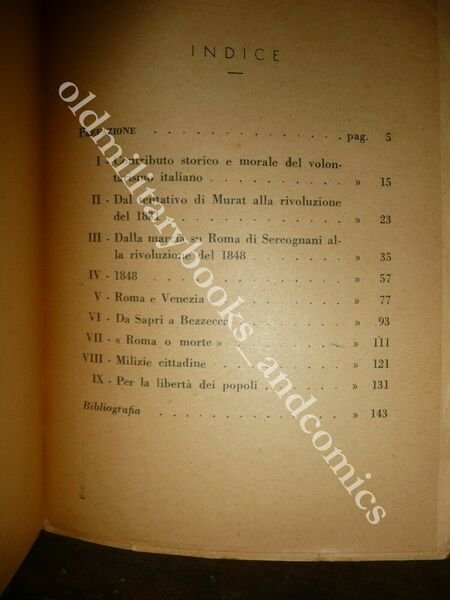 INDICE
PREFAZIONE . . . . . . . . . . pag. 5
I - Contributo storico e morale del volon-
tarismo italiano . . . . . . . » 15
II - Dal tentativo di Murat alla rivoluzione
del 1831 . . . . . . . . . » 23
III - Dalla marcia su Roma di Sercognani al-
la rivoluzione del 1848 . . . . . » 35
IV - 1848 . . . . . . . . . . » 57
V - Roma e Venezia . . . . . . . » 77
VI - Da Sapri a Bezzecca . . . . . . » 93
VII - « Roma o morte » . . . . . . . » 111
VIII - Milizie cittadine . . . . . . . » 121
IX - Per la libertà dei popoli . . . . . » 131
Bibliografia . . . . . . . . . . » 143
oldmilitarybooks_andcomics